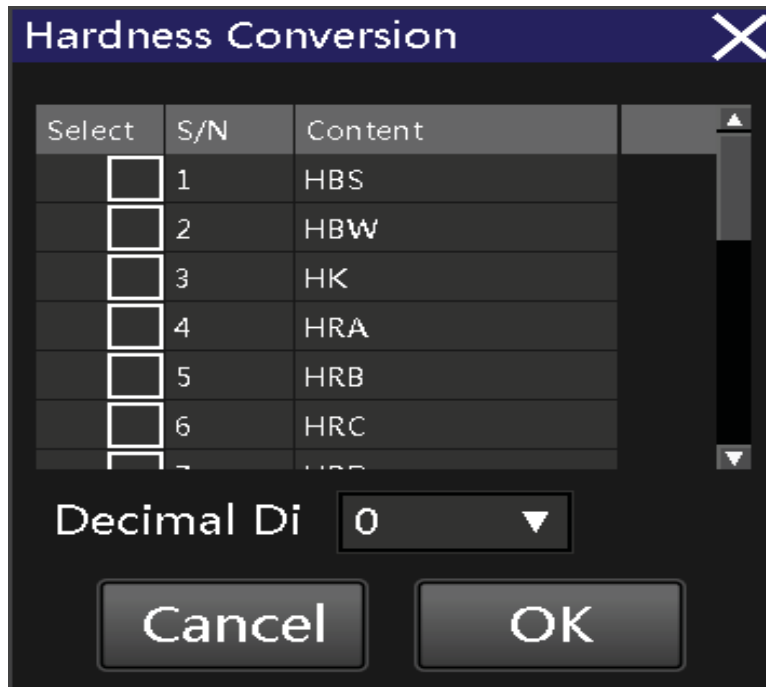 Hardness Conversion
Select S/N Content
1 HBS
2 HBW
3 HK
4 HRA
5 HRB
6 HRC
Decimal Di 0
Cancel OK